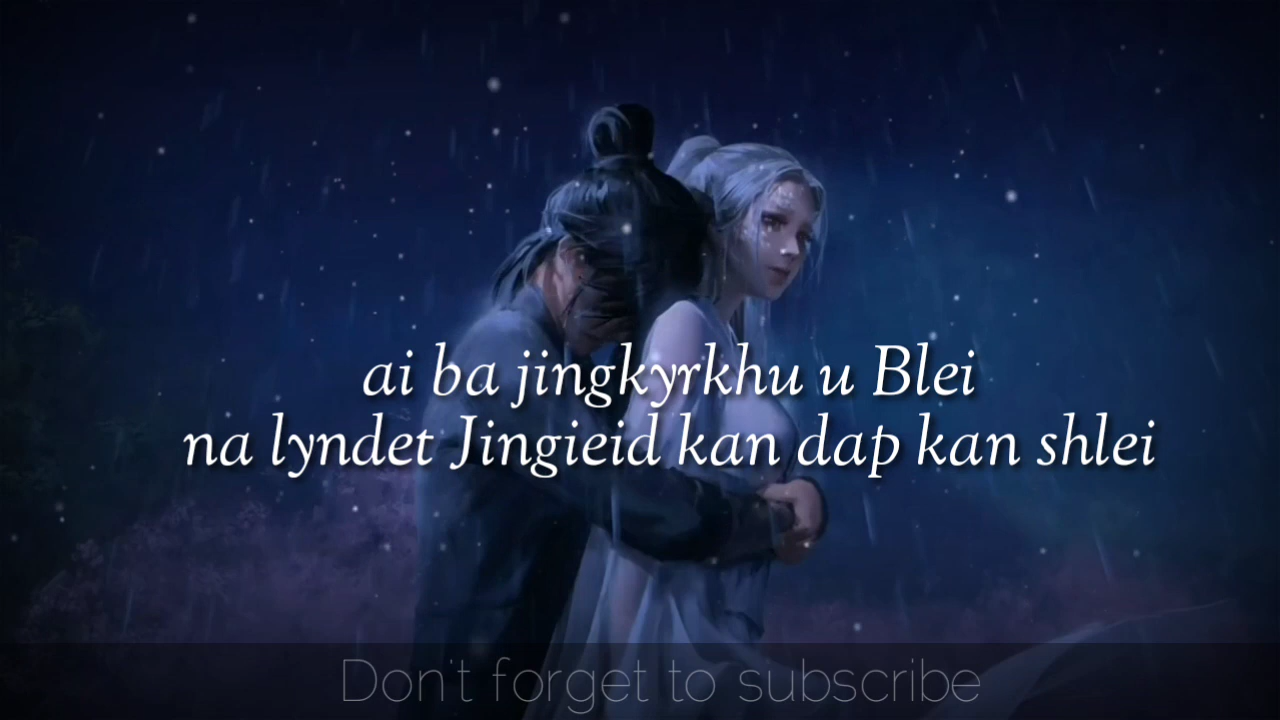 ai ba jingkyrkhu u Blei
na lyndet Jingieid kan dap kan shlei
Don't forget to subscribe